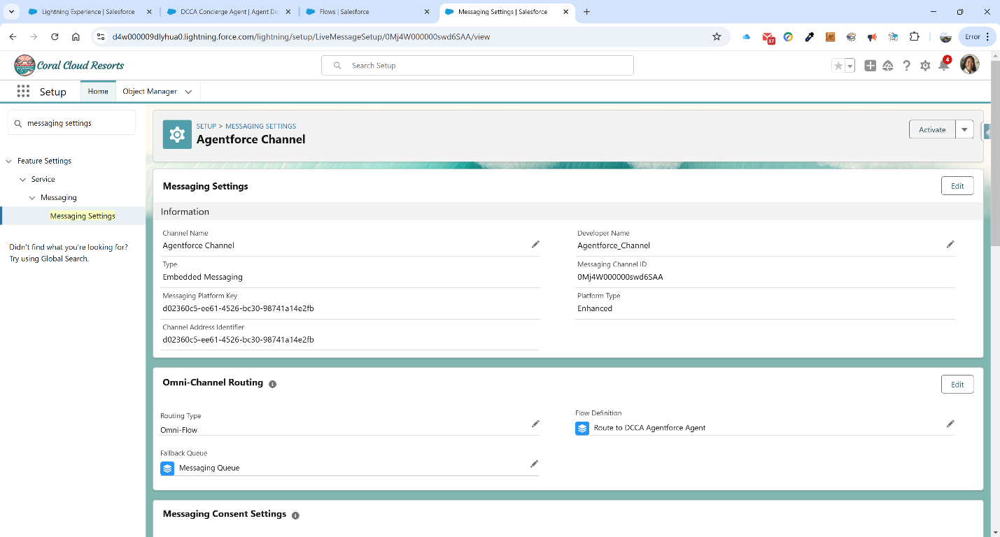 Lightning Experience | Salesforce
DCCA Concierge Agent | Agent De
Flows | Salesforce
Messaging Settings | Salesforce
d4w000009dlyhua0.lightning.force.com/lightning/setup/LiveMessageSetup/0Mj4W000000swd6SAA/view
37
Error
Coral Cloud Resorts
Search Setup
4
Setup
Home
Object Manager
messaging settings
Feature Settings
Service
Messaging
Messaging Settings
Didn't find what you're looking for?
Try using Global Search.
SETUP > MESSAGING SETTINGS
Agentforce Channel
Activate
Messaging Settings
Edit
Information
Channel Name
Agentforce Channel
Developer Name
Agentforce_Channel
Type
Embedded Messaging
Messaging Channel ID
0Mj4W000000swd6SAA
Messaging Platform Key
d02360c5-ee61-4526-bc30-98741a14e2fb
Platform Type
Enhanced
Channel Address Identifier
d02360c5-ee61-4526-bc30-98741a14e2fb
Omni-Channel Routing
Edit
Routing Type
Omni-Flow
Flow Definition
Route to DCCA Agentforce Agent
Fallback Queue
Messaging Queue
Messaging Consent Settings